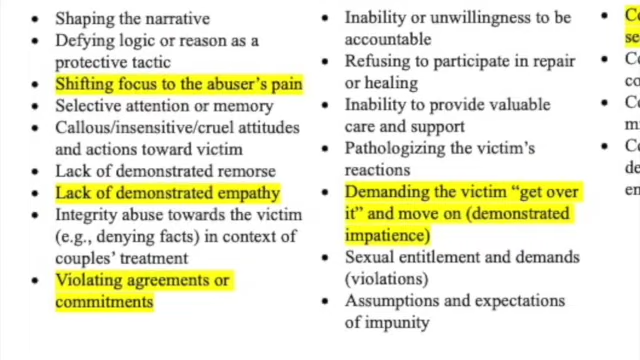 Shaping the narrative
Defying logic or reason as a
protective tactic
Shifting focus to the abuser's pain
Selective attention or memory
Callous/insensitive/cruel attitudes
and actions toward victim
Lack of demonstrated remorse
Lack of demonstrated empathy
Integrity abuse towards the victim
(e.g., denying facts) in context of
couples' treatment
Violating agreements or
commitments
Inability or unwillingness to be
accountable
Refusing to participate in repair
or healing
Inability to provide valuable
care and support
Pathologizing the victim's
reactions
Demanding the victim "get over
it" and move on (demonstrated
impatience)
Sexual entitlement and demands
(violations)
Assumptions and expectations
of impunity